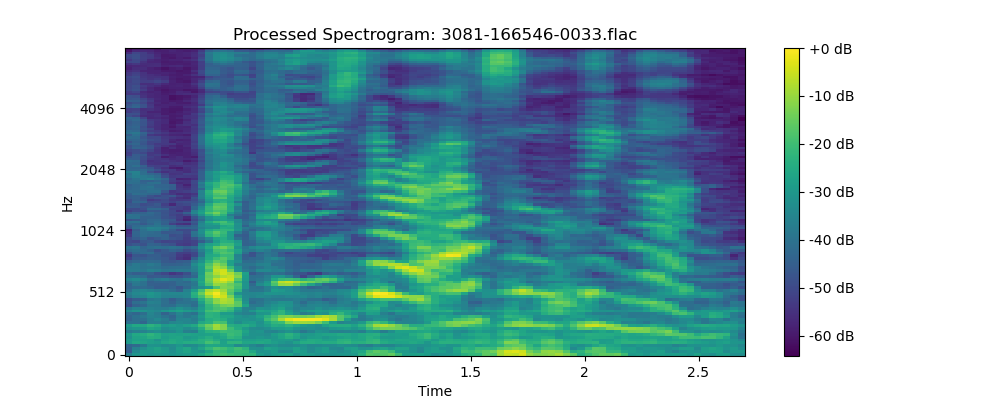 Processed Spectrogram: 3081-166546-0033.flac
+0 dB
4096
-10 dB
-20 dB
2048
-30 dB
Hz
1024
-40 dB
512
-50 dB
-60 dB
0
0 0.5 1 1.5 2 2.5
Time